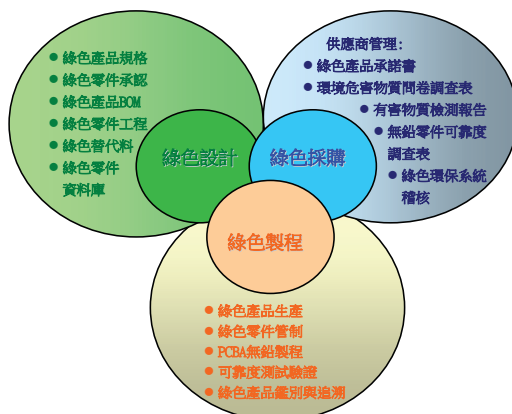 ● 綠色產品規格
● 綠色零件承認
● 綠色產品BOM
● 綠色零件工程
● 綠色替代料
● 綠色零件
資料庫
綠色設計
供應商管理:
● 綠色產品承諾書
● 環境危害物質問卷調查表
● 有害物質檢測報告
● 無鉛零件可靠度
調查表
● 綠色環保系統
稽核
綠色採購
綠色製程
● 綠色產品生產
● 綠色零件管制
● PCBA無鉛製程
● 可靠度測試驗證
● 綠色產品鑑別與追溯